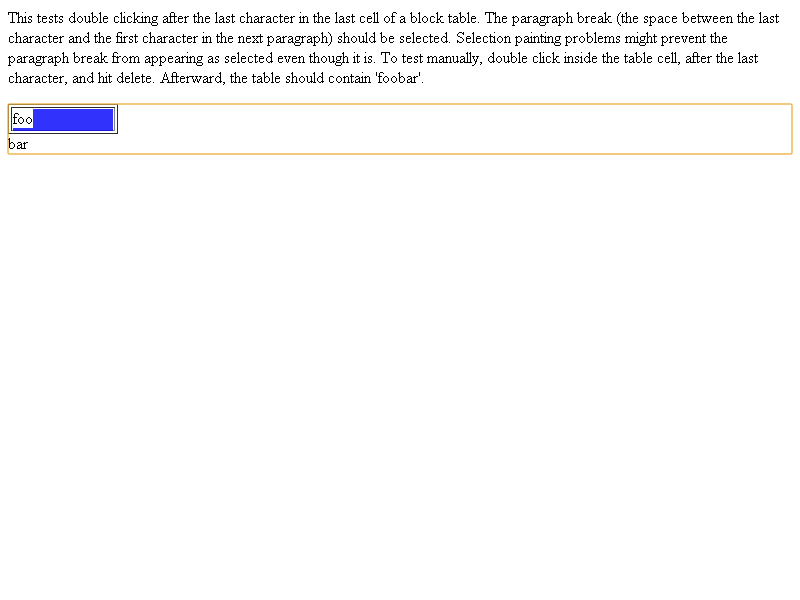 This tests double clicking after the last character in the last cell of a block table. The paragraph break (the space between the last
character and the first character in the next paragraph) should be selected. Selection painting problems might prevent the
paragraph break from appearing as selected even though it is. To test manually, double click inside the table cell, after the last
character, and hit delete. Afterward, the table should contain 'foobar'.
foo
bar